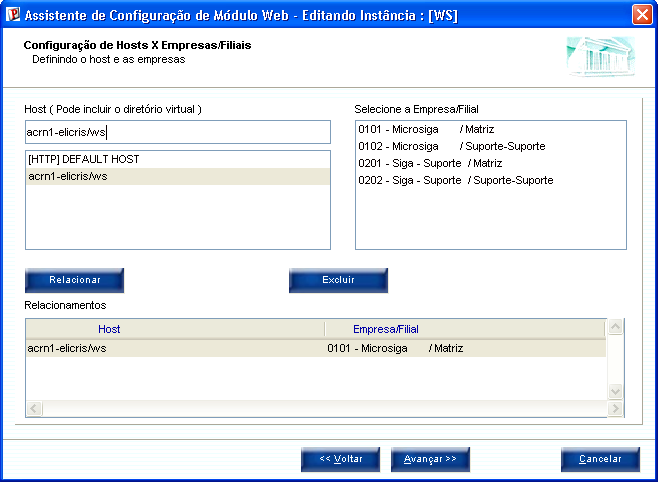 Assistente de Configuração de Módulo Web - Editando Instância : [WS]
Configuração de Hosts X Empresas/Filiais
Definindo o host e as empresas
Host ( Pode incluir o diretório virtual )
acrn1-elicris/ws
[HTTP] DEFAULT HOST
acrn1-elicris/ws
Selecione a Empresa/Filial
0101 - Microsiga / Matriz
0102 - Microsiga / Suporte-Suporte
0201 - Siga - Suporte / Matriz
0202 - Siga - Suporte / Suporte-Suporte
Relacionar Excluir
Relacionamentos
Host Empresa/Filial
acrn1-elicris/ws 0101 - Microsiga / Matriz
<< Voltar Avançar >> Cancelar